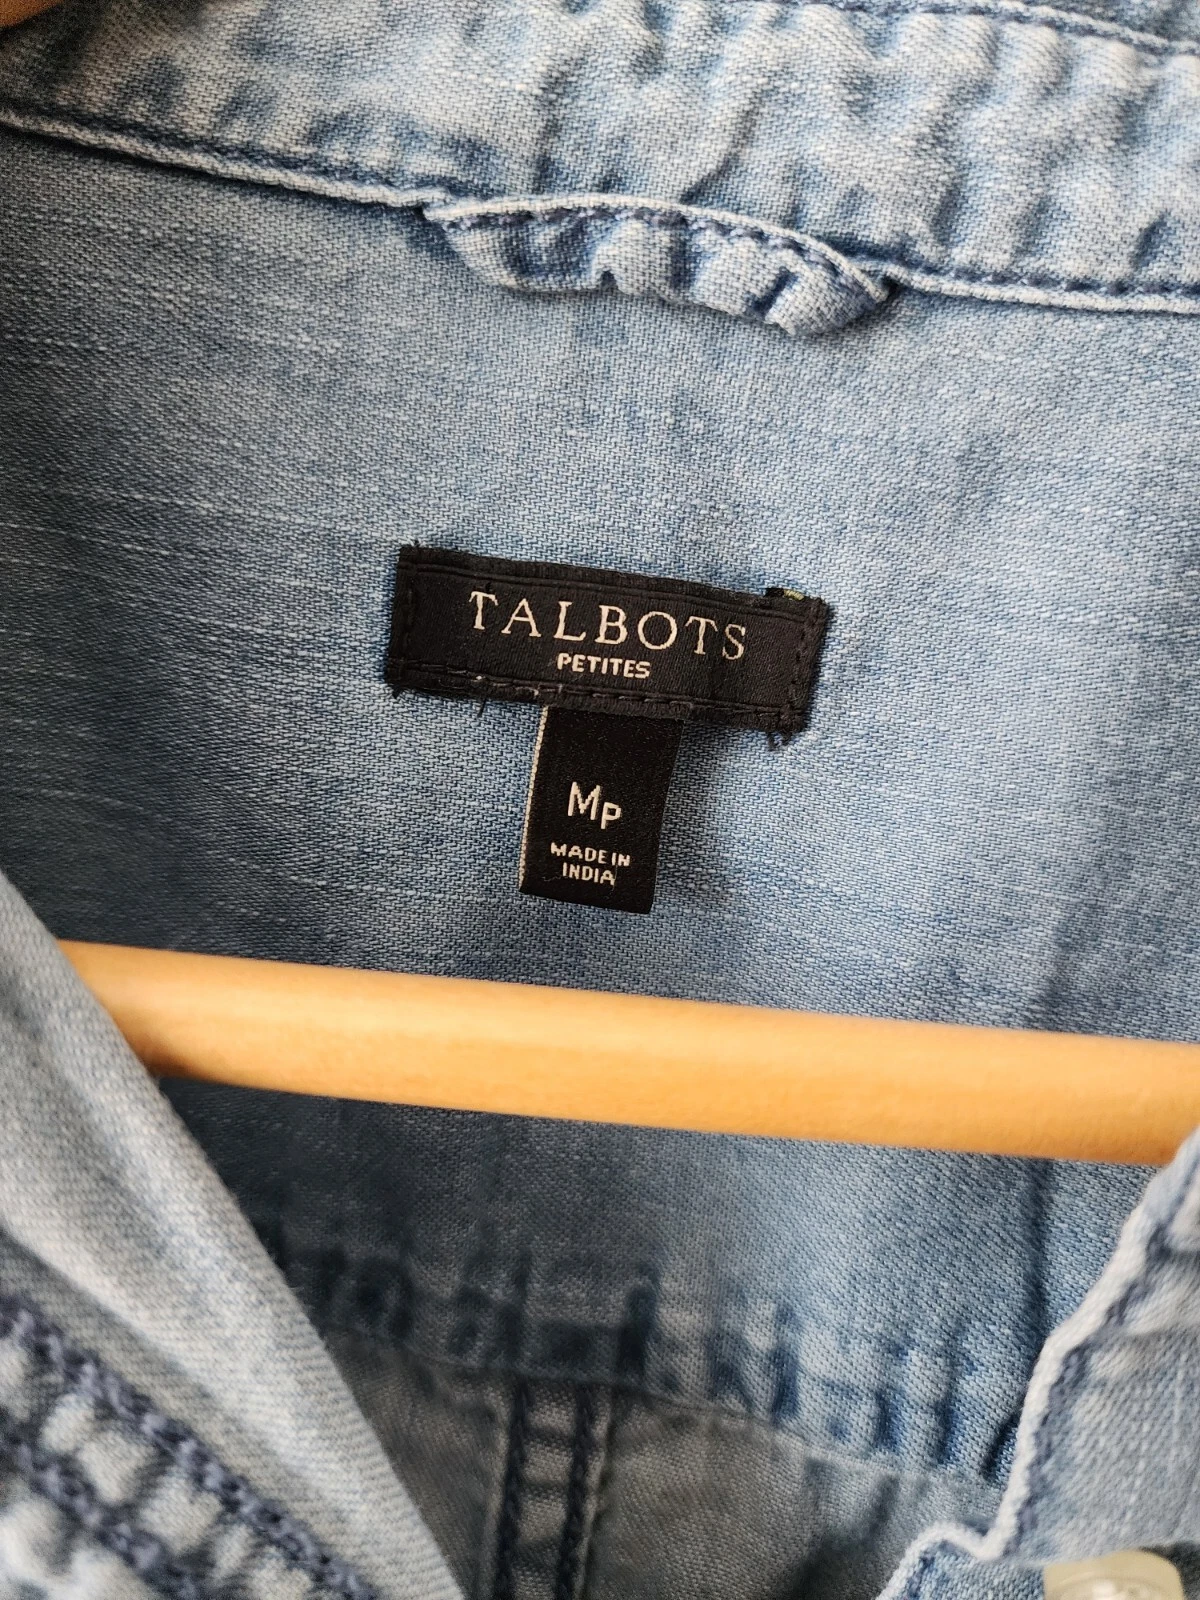 TALBOTS
PETITES
MP
MADE IN
INDIA